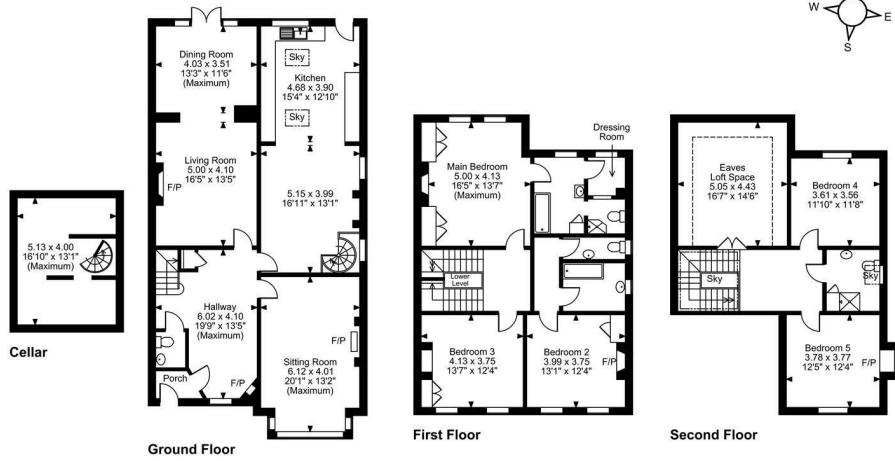 W
E
S
Dining Room
4.03 x 3.51
13'3" x 11'6"
(Maximum)
Sky
Kitchen
4.68 x 3.90
15'4" x 12'10"
Sky
Living Room
5.00 x 4.10
16'5" x 13'5"
F/P
5.15 x 3.99
16'11" x 13'1"
5.13 x 4.00
16'10" x 13'1"
(Maximum)
Cellar
Hallway
6.02 x 4.10
19'9" x 13'5"
(Maximum)
Sitting Room
6.12 x 4.01
20'1" x 13'2"
(Maximum)
F/P
Porch
F/P
Ground Floor
Dressing
Room
Main Bedroom
5.00 x 4.13
16'5" x 13'7"
(Maximum)
Lower
Level
Bedroom 3
4.13 x 3.75
13'7" x 12'4"
Bedroom 2
3.99 x 3.75
13'1" x 12'4"
F/P
First Floor
Eaves
Loft Space
5.05 x 4.43
16'7" x 14'6"
Bedroom 4
3.61 x 3.56
11'10" x 11'8"
Sky
Sky
Bedroom 5
3.78 x 3.77
12'5" x 12'4"
F/P
Second Floor